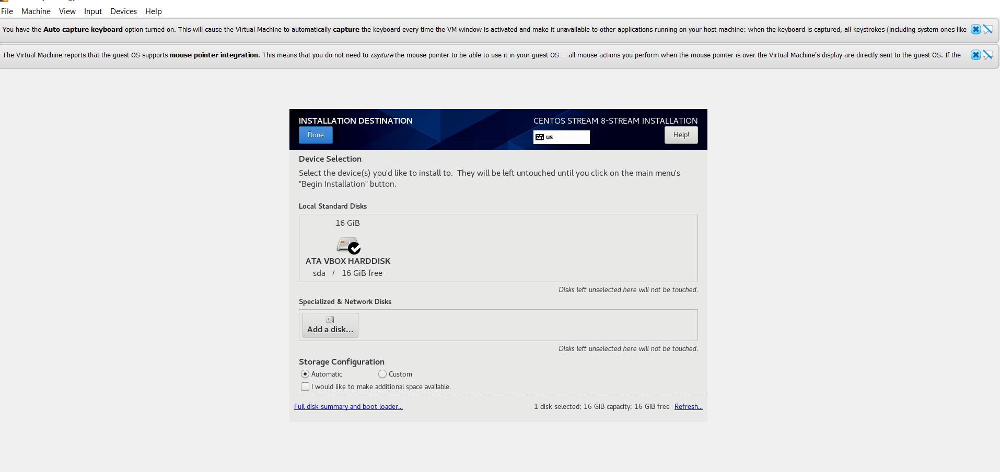 File Machine View Input Devices Help
You have the Auto capture keyboard option turned on. This will cause the Virtual Machine to automatically capture the keyboard every time the VM window is activated and make it unavailable to other applications running on your host machine: when the keyboard is captured, all keystrokes (including system ones like
The Virtual Machine reports that the guest OS supports mouse pointer integration. This means that you do not need to capture the mouse pointer to be able to use it in your guest OS -- all mouse actions you perform when the mouse pointer is over the Virtual Machine's display are directly sent to the guest OS. If the
INSTALLATION DESTINATION
CENTOS STREAM 8-STREAM INSTALLATION
Done
us
Help!
Device Selection
Select the device(s) you'd like to install to. They will be left untouched until you click on the main menu's
"Begin Installation" button.
Local Standard Disks
16 GiB
ATA VBOX HARDDISK
sda / 16 GiB free
Disks left unselected here will not be touched.
Specialized & Network Disks
Add a disk...
Disks left unselected here will not be touched.
Storage Configuration
Automatic Custom
I would like to make additional space available.
Full disk summary and boot loader...
1 disk selected; 16 GiB capacity; 16 GiB free Refresh...